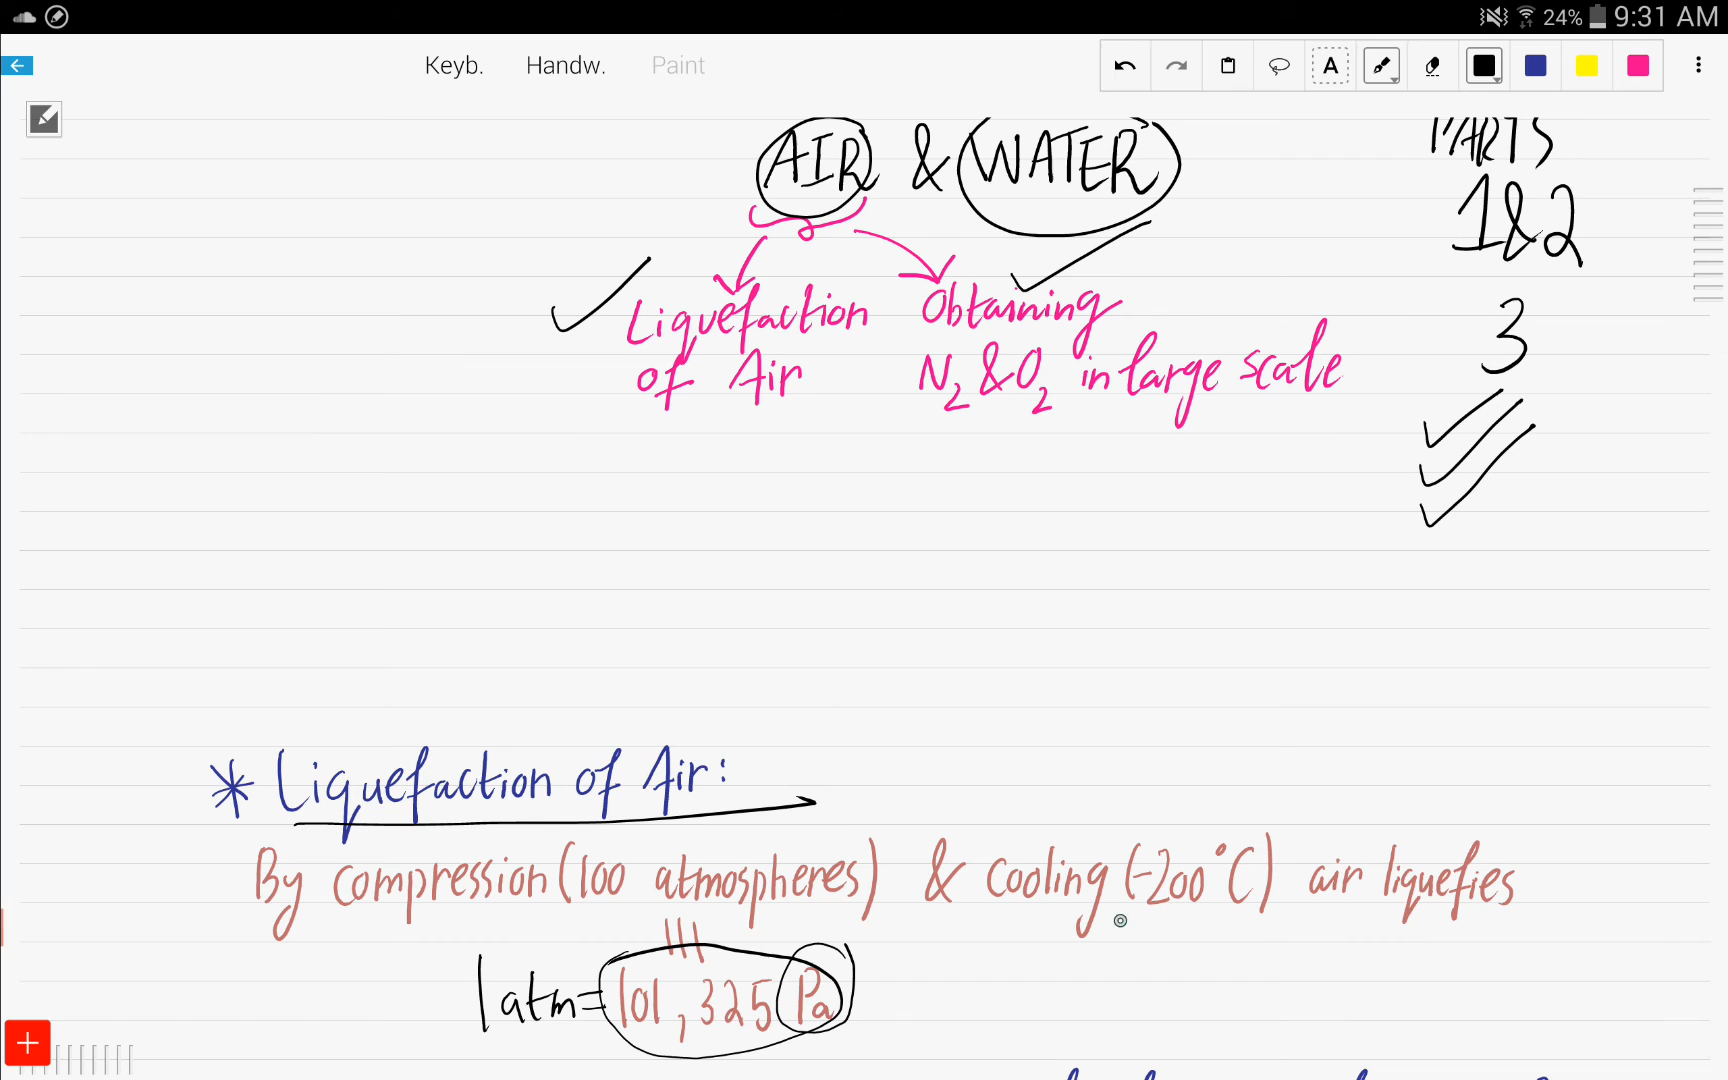 24% 9:31 AM
Keyb. Handw. Paint
A
AIR & WATER
PARTS
1&2
3
Liquefaction of Air
Obtaining N₂ & O₂ in large scale
* Liquefaction of Air:
By compression (100 atmospheres) & Cooling (-200°C) air liquefies
1 atm = 101,325 Pa